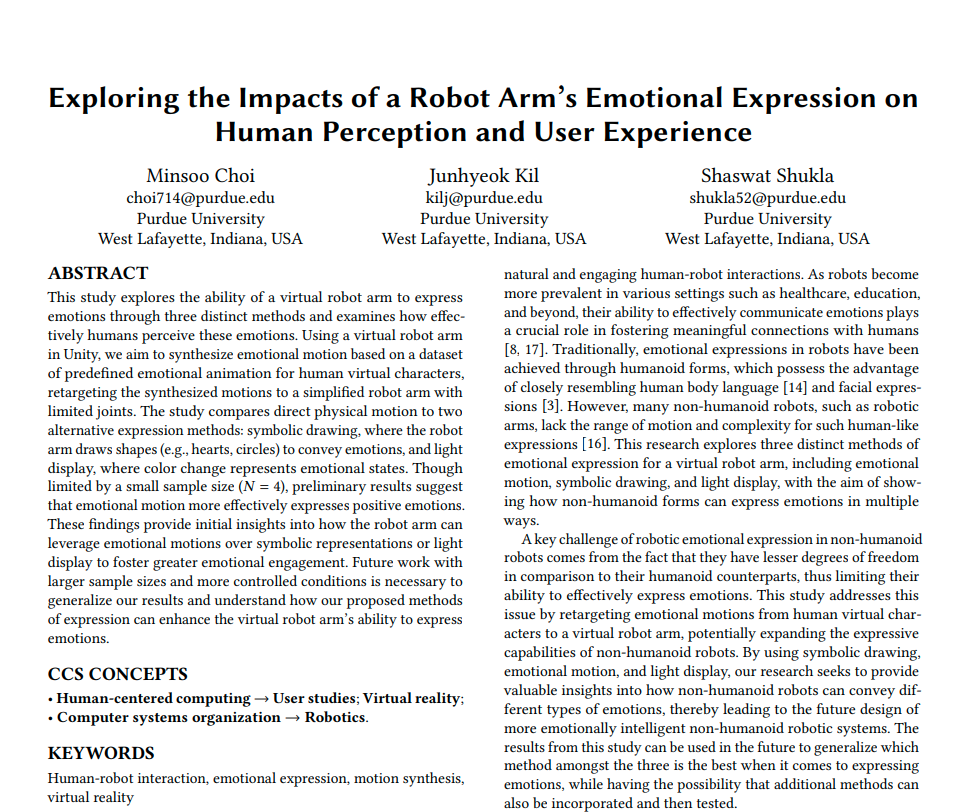 Exploring the Impacts of a Robot Arm's Emotional Expression on
Human Perception and User Experience
Minsoo Choi
choi714@purdue.edu
Purdue University
West Lafayette, Indiana, USA
Junhyeok Kil
kilj@purdue.edu
Purdue University
West Lafayette, Indiana, USA
Shaswat Shukla
shukla52@purdue.edu
Purdue University
West Lafayette, Indiana, USA
ABSTRACT
This study explores the ability of a virtual robot arm to express
emotions through three distinct methods and examines how effec-
tively humans perceive these emotions. Using a virtual robot arm
in Unity, we aim to synthesize emotional motion based on a dataset
of predefined emotional animation for human virtual characters,
retargeting the synthesized motions to a simplified robot arm with
limited joints. The study compares direct physical motion to two
alternative expression methods: symbolic drawing, where the robot
arm draws shapes (e.g., hearts, circles) to convey emotions, and light
display, where color change represents emotional states. Though
limited by a small sample size (N = 4), preliminary results suggest
that emotional motion more effectively expresses positive emotions.
These findings provide initial insights into how the robot arm can
leverage emotional motions over symbolic representations or light
display to foster greater emotional engagement. Future work with
larger sample sizes and more controlled conditions is necessary to
generalize our results and understand how our proposed methods
of expression can enhance the virtual robot arm's ability to express
emotions.
CCS CONCEPTS
• Human-centered computing → User studies; Virtual reality;
• Computer systems organization → Robotics.
KEYWORDS
Human-robot interaction, emotional expression, motion synthesis,
virtual reality
natural and engaging human-robot interactions. As robots become
more prevalent in various settings such as healthcare, education,
and beyond, their ability to effectively communicate emotions plays
a crucial role in fostering meaningful connections with humans
[8, 17]. Traditionally, emotional expressions in robots have been
achieved through humanoid forms, which possess the advantage
of closely resembling human body language [14] and facial expres-
sions [3]. However, many non-humanoid robots, such as robotic
arms, lack the range of motion and complexity for such human-like
expressions [16]. This research explores three distinct methods of
emotional expression for a virtual robot arm, including emotional
motion, symbolic drawing, and light display, with the aim of show-
ing how non-humanoid forms can express emotions in multiple
ways.
A key challenge of robotic emotional expression in non-humanoid
robots comes from the fact that they have lesser degrees of freedom
in comparison to their humanoid counterparts, thus limiting their
ability to effectively express emotions. This study addresses this
issue by retargeting emotional motions from human virtual char-
acters to a virtual robot arm, potentially expanding the expressive
capabilities of non-humanoid robots. By using symbolic drawing,
emotional motion, and light display, our research seeks to provide
valuable insights into how non-humanoid robots can convey dif-
ferent types of emotions, thereby leading to the future design of
more emotionally intelligent non-humanoid robotic systems. The
results from this study can be used in the future to generalize which
method amongst the three is the best when it comes to expressing
emotions, while having the possibility that additional methods can
also be incorporated and then tested.